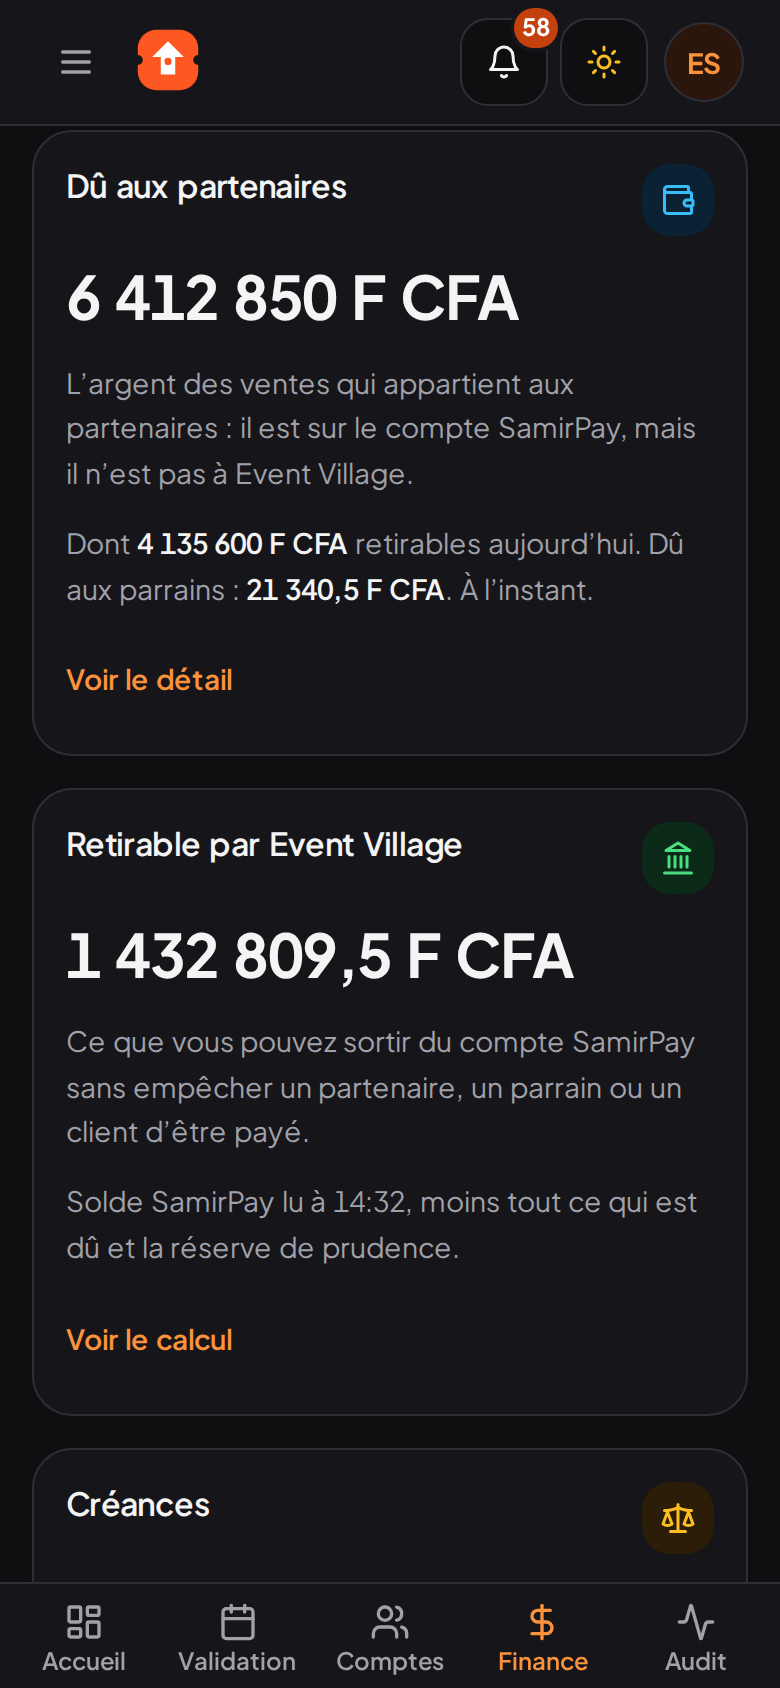 58
ES
Dû aux partenaires
6 412 850 F CFA
L’argent des ventes qui appartient aux
partenaires : il est sur le compte SamirPay, mais
il n’est pas à Event Village.
Dont 4 135 600 F CFA retirables aujourd’hui. Dû
aux parrains : 21 340,5 F CFA. À l’instant.
Voir le détail
Retirable par Event Village
1 432 809,5 F CFA
Ce que vous pouvez sortir du compte SamirPay
sans empêcher un partenaire, un parrain ou un
client d’être payé.
Solde SamirPay lu à 14:32, moins tout ce qui est
dû et la réserve de prudence.
Voir le calcul
Créances
Accueil Validation Comptes Finance Audit